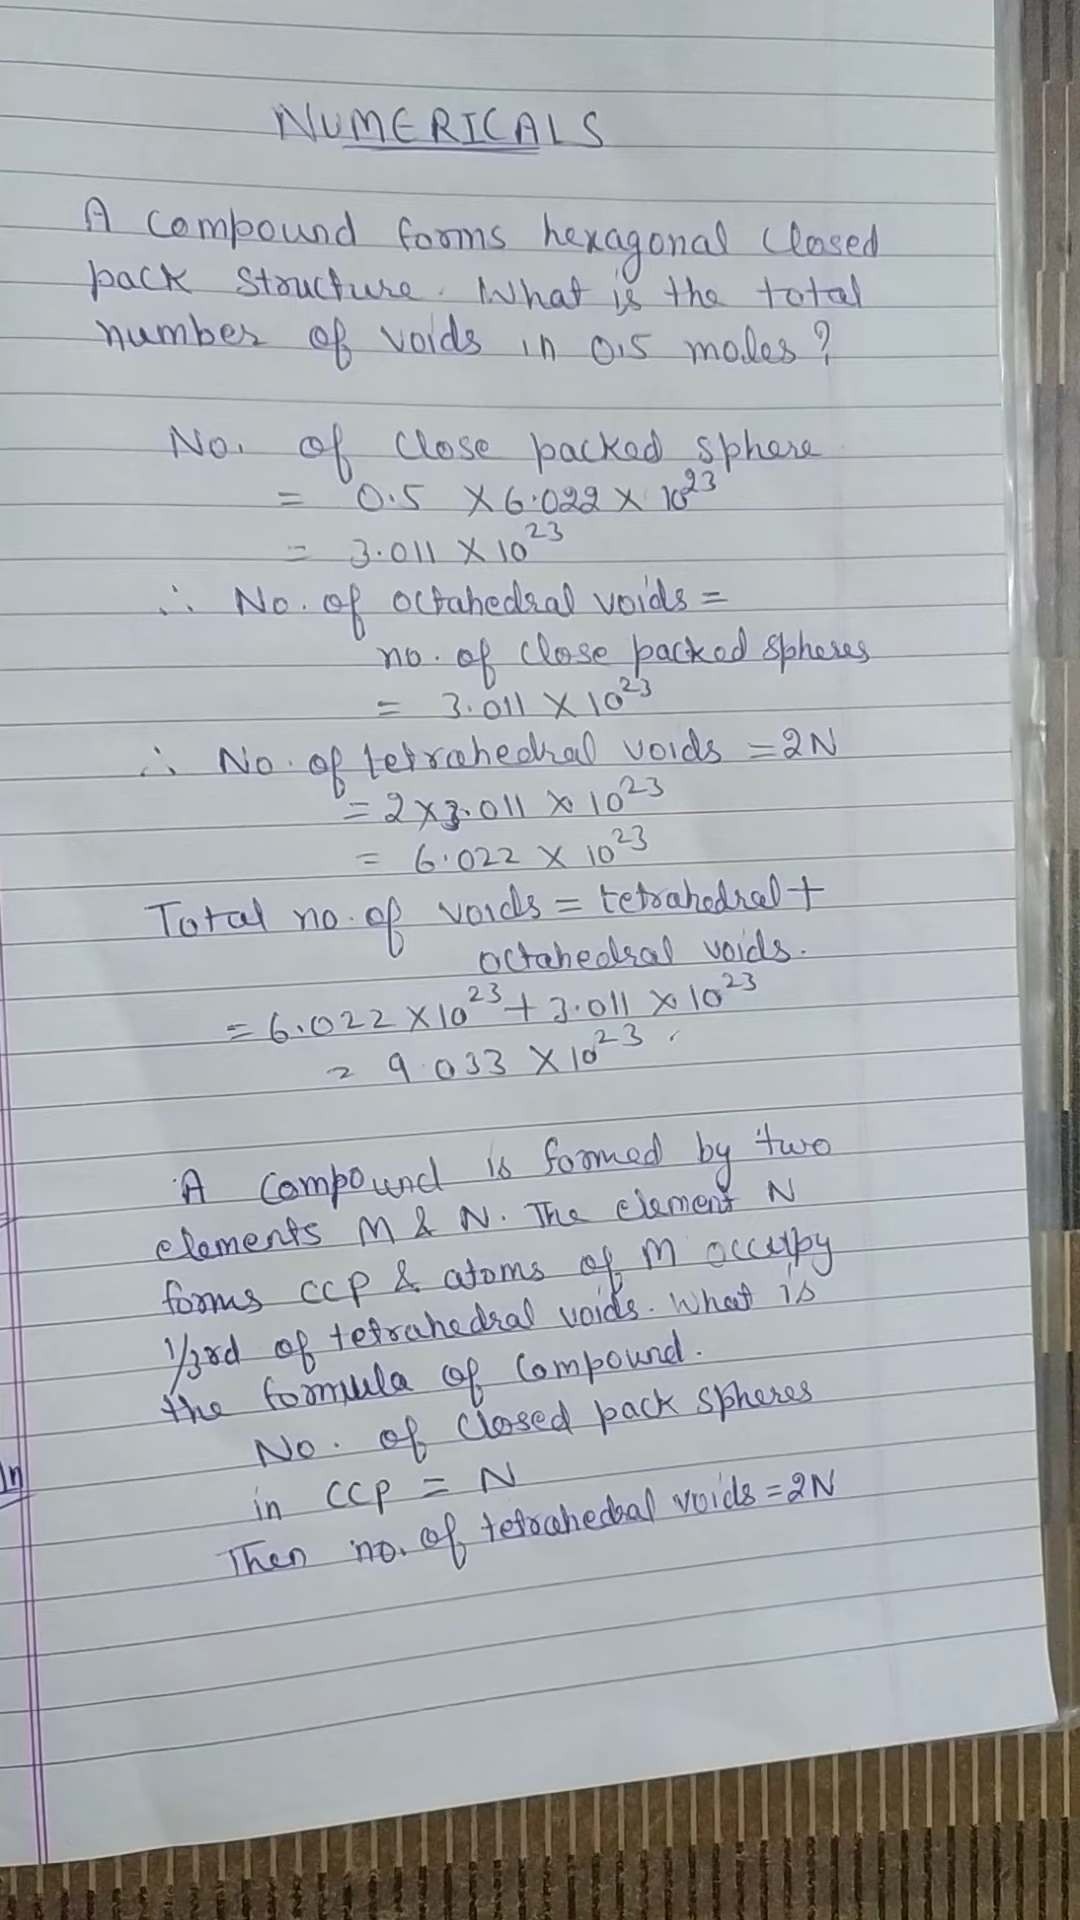 NUMERICALS
A compound forms hexagonal closed
pack structure. What is the total
number of voids in 0.5 moles?
No. of close packed sphere
= 0.5 × 6.022 × 10²³
= 3.011 × 10²³
∴ No. of octahedral voids =
no. of close packed spheres
= 3.011 × 10²³
∴ No. of tetrahedral voids = 2N
= 2 × 3.011 × 10²³
= 6.022 × 10²³
Total no. of voids = tetrahedral +
octahedral voids.
= 6.022 × 10²³ + 3.011 × 10²³
= 9.033 × 10²³.
A compound is formed by two
elements M & N. The element N
forms ccp & atoms of M occupy
1/3rd of tetrahedral voids. What is
the formula of compound.
No. of closed pack spheres
in ccp = N
Then no. of tetrahedral voids = 2N